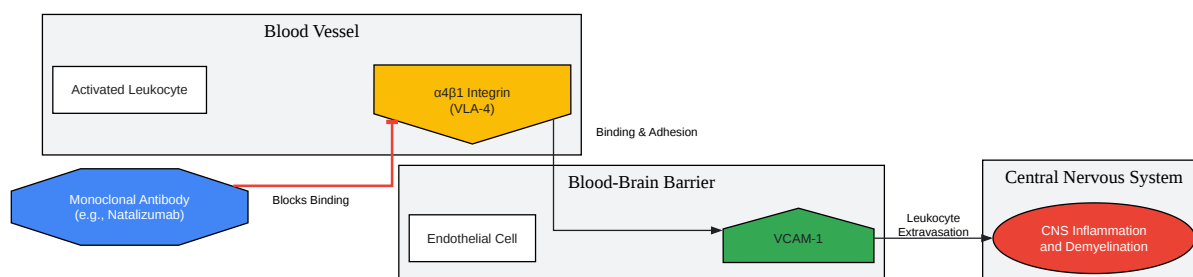 Blood Vessel
Activated Leukocyte
α4β1 Integrin
(VLA-4)
Binding & Adhesion
Monoclonal Antibody
(e.g., Natalizumab)
Blocks Binding
Blood-Brain Barrier
Endothelial Cell
VCAM-1
Leukocyte
Extravasation
Central Nervous System
CNS Inflammation
and Demyelination